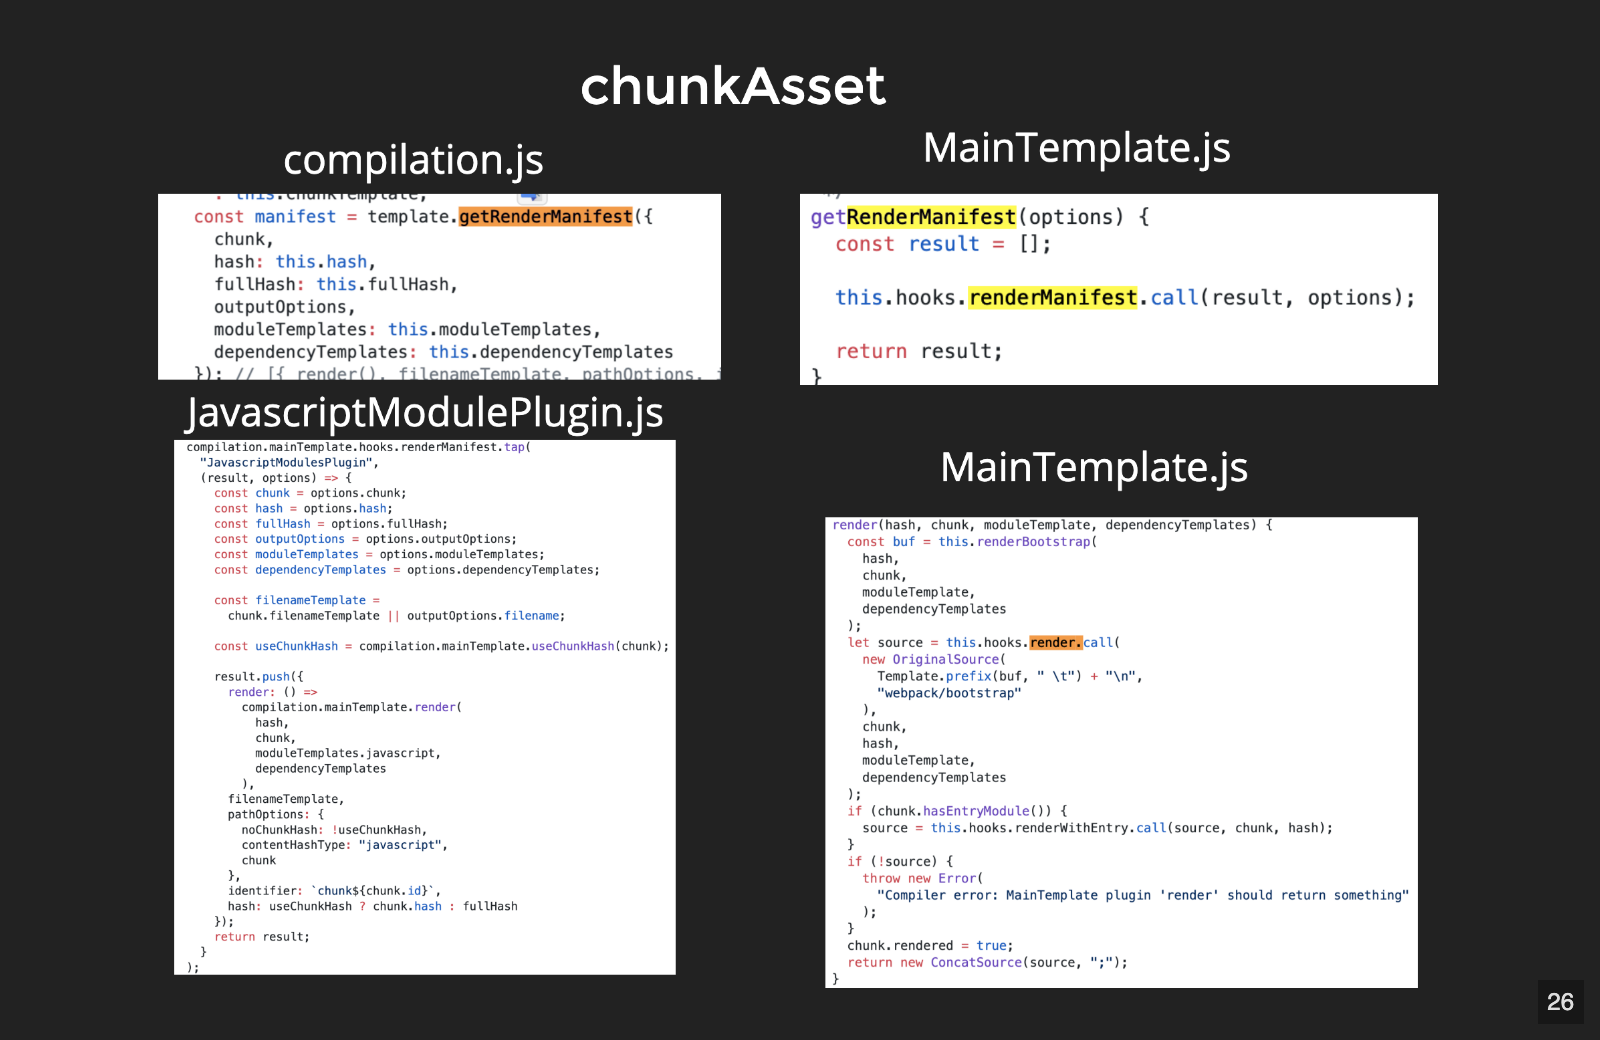 chunkAsset
compilation.js
: this.chunkTemplate,
const manifest = template.getRenderManifest({
chunk,
hash: this.hash,
fullHash: this.fullHash,
outputOptions,
moduleTemplates: this.moduleTemplates,
dependencyTemplates: this.dependencyTemplates
}); // [{ render(), filenameTemplate, pathOptions,
MainTemplate.js
getRenderManifest(options) {
const result = [];
this.hooks.renderManifest.call(result, options);
return result;
}
JavascriptModulePlugin.js
compilation.mainTemplate.hooks.renderManifest.tap(
"JavascriptModulesPlugin",
(result, options) => {
const chunk = options.chunk;
const hash = options.hash;
const fullHash = options.fullHash;
const outputOptions = options.outputOptions;
const moduleTemplates = options.moduleTemplates;
const dependencyTemplates = options.dependencyTemplates;
const filenameTemplate =
chunk.filenameTemplate || outputOptions.filename;
const useChunkHash = compilation.mainTemplate.useChunkHash(chunk);
result.push({
render: () =>
compilation.mainTemplate.render(
hash,
chunk,
moduleTemplates.javascript,
dependencyTemplates
),
filenameTemplate,
pathOptions: {
noChunkHash: !useChunkHash,
contentHashType: "javascript",
chunk
},
identifier: `chunk${chunk.id}`,
hash: useChunkHash ? chunk.hash : fullHash
});
return result;
}
);
MainTemplate.js
render(hash, chunk, moduleTemplate, dependencyTemplates) {
const buf = this.renderBootstrap(
hash,
chunk,
moduleTemplate,
dependencyTemplates
);
let source = this.hooks.render.call(
new OriginalSource(
Template.prefix(buf, " \t") + "\n",
"webpack/bootstrap"
),
chunk,
hash,
moduleTemplate,
dependencyTemplates
);
if (chunk.hasEntryModule()) {
source = this.hooks.renderWithEntry.call(source, chunk, hash);
}
if (!source) {
throw new Error(
"Compiler error: MainTemplate plugin 'render' should return something"
);
}
chunk.rendered = true;
return new ConcatSource(source, ";");
}
26